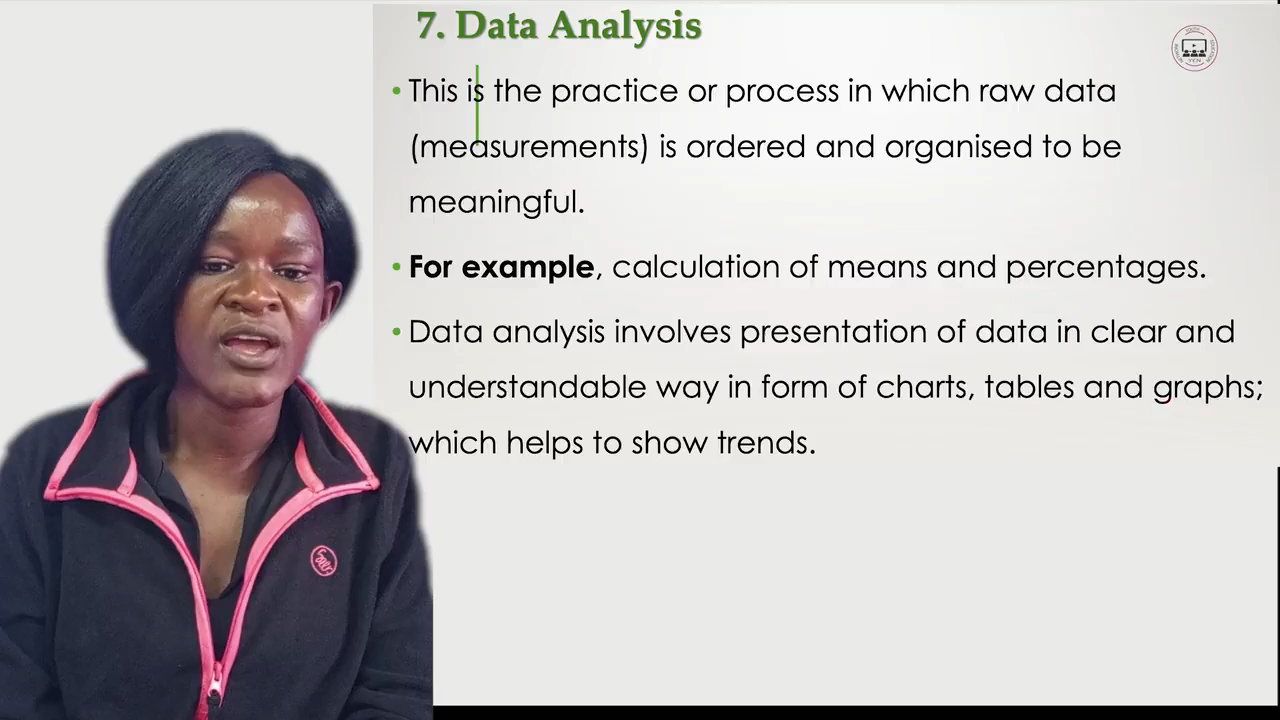 7. Data Analysis
• This is the practice or process in which raw data
(measurements) is ordered and organised to be
meaningful.
• For example, calculation of means and percentages.
• Data analysis involves presentation of data in clear and
understandable way in form of charts, tables and graphs;
which helps to show trends.
YEN